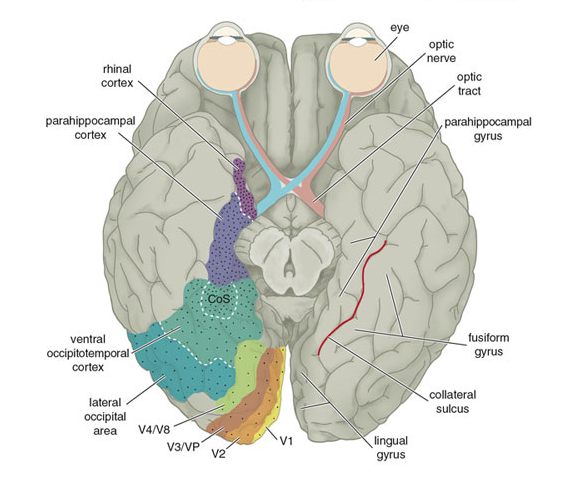 eye
optic
nerve
optic
tract
rhinal
cortex
parahippocampal
cortex
parahippocampal
gyrus
CoS
ventral
occipitotemporal
cortex
fusiform
gyrus
lateral
occipital
area
collateral
sulcus
V4/V8
V3/VP
V2
V1
lingual
gyrus